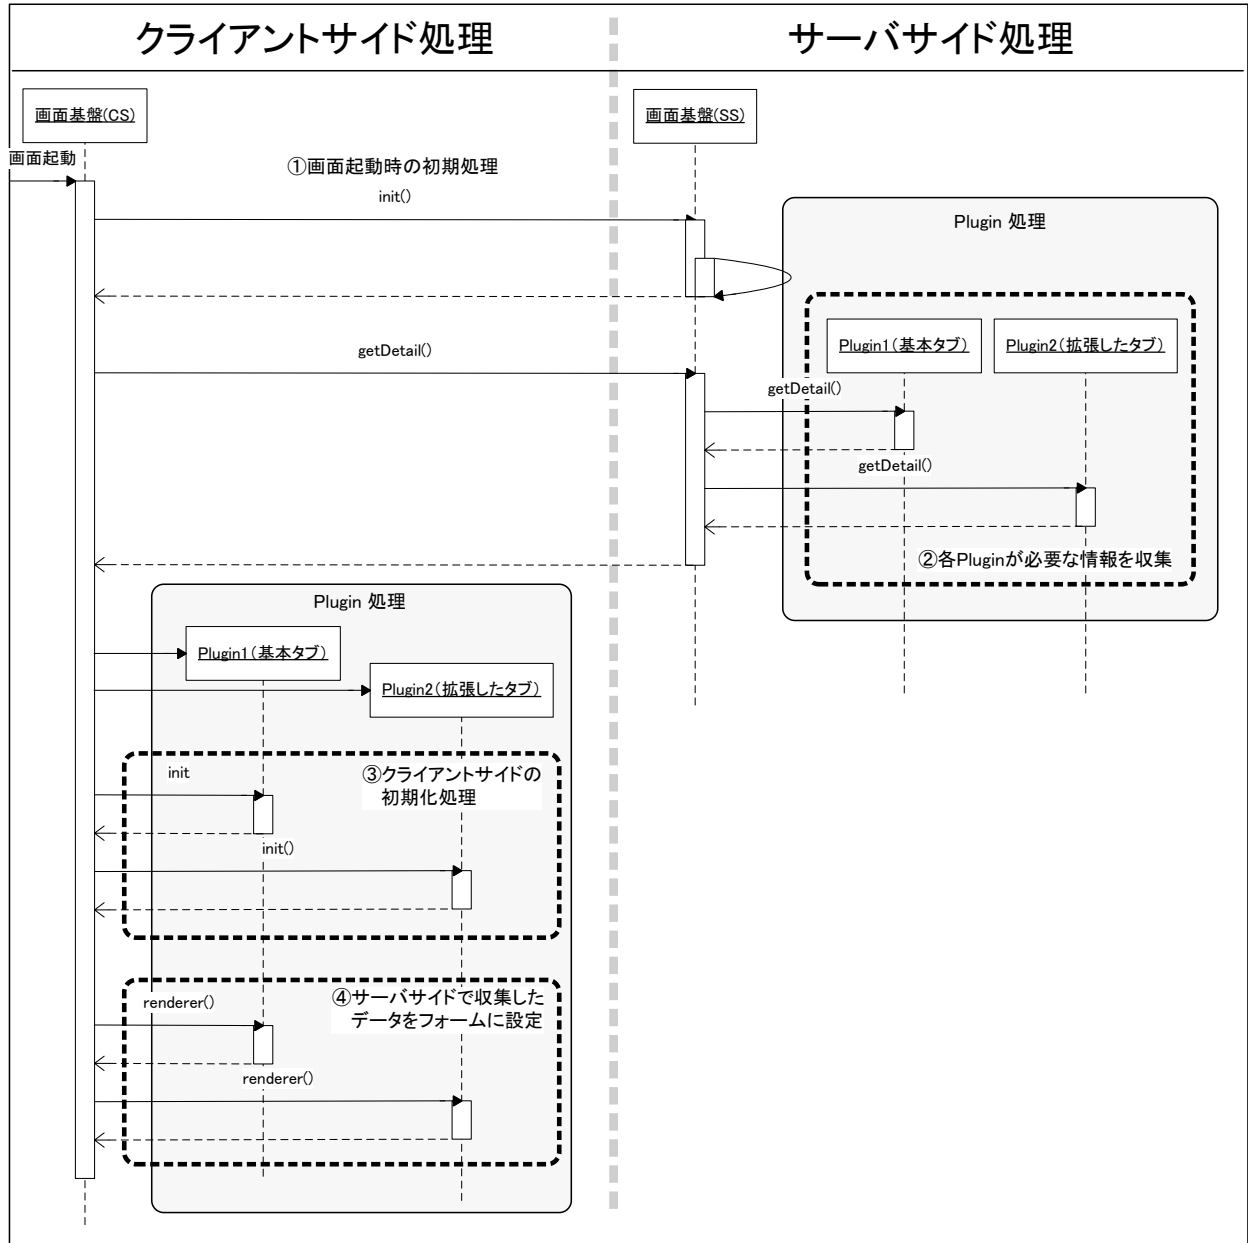 クライアントサイド処理
サーバサイド処理
画面基盤(CS)
画面基盤(SS)
画面起動
①画面起動時の初期処理
init()
Plugin 処理
Plugin1(基本タブ)
Plugin2(拡張したタブ)
getDetail()
getDetail()
getDetail()
②各Pluginが必要な情報を収集
Plugin 処理
Plugin1(基本タブ)
Plugin2(拡張したタブ)
init
③クライアントサイドの
初期化処理
init()
renderer()
④サーバサイドで収集した
データをフォームに設定
renderer()